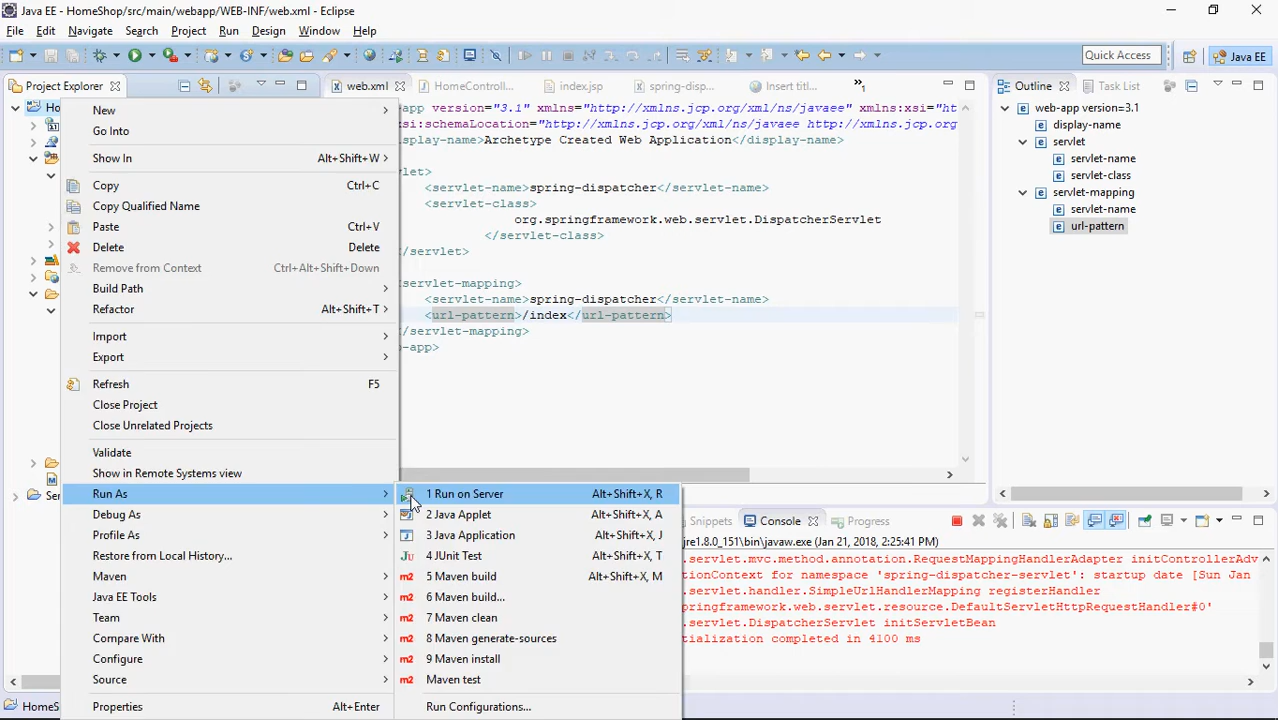 Java EE - HomeShop/src/main/webapp/WEB-INF/web.xml - Eclipse
File Edit Navigate Search Project Run Design Window Help
Quick Access
Java EE
Project Explorer
web.xml
HomeControll...
index.jsp
spring-disp...
Insert titl...
»1
Outline
Task List
Ho
New
Go Into
Show In Alt+Shift+W
Copy Ctrl+C
Copy Qualified Name
Paste Ctrl+V
Delete Delete
Remove from Context Ctrl+Alt+Shift+Down
Build Path
Refactor Alt+Shift+T
Import
Export
Refresh F5
Close Project
Close Unrelated Projects
Validate
Show in Remote Systems view
Run As
Debug As
Profile As
Restore from Local History...
Maven
Java EE Tools
Team
Compare With
Configure
Source
Properties Alt+Enter
Se
HomeS
1 Run on Server Alt+Shift+X, R
2 Java Applet Alt+Shift+X, A
3 Java Application Alt+Shift+X, J
4 JUnit Test Alt+Shift+X, T
5 Maven build Alt+Shift+X, M
6 Maven build...
7 Maven clean
8 Maven generate-sources
9 Maven install
Maven test
Run Configurations...
app version="3.1" xmlns="http://xmlns.jcp.org/xml/ns/javaee" xmlns:xsi="ht
xsi:schemaLocation="http://xmlns.jcp.org/xml/ns/javaee http://xmlns.jcp.org
display-name>Archetype Created Web Application</display-name>
let>
<servlet-name>spring-dispatcher</servlet-name>
<servlet-class>
org.springframework.web.servlet.DispatcherServlet
</servlet-class>
/servlet>
servlet-mapping>
<servlet-name>spring-dispatcher</servlet-name>
<url-pattern>/index</url-pattern>
/servlet-mapping>
b-app>
web-app version=3.1
display-name
servlet
servlet-name
servlet-class
servlet-mapping
servlet-name
url-pattern
Snippets
Console
Progress
jre1.8.0_151\bin\javaw.exe (Jan 21, 2018, 2:25:41 PM)
.servlet.mvc.method.annotation.RequestMappingHandlerAdapter initControllerAdv
tionContext for namespace 'spring-dispatcher-servlet': startup date [Sun Jan
.servlet.handler.SimpleUrlHandlerMapping registerHandler
pringframework.web.servlet.resource.DefaultServletHttpRequestHandler#0'
.servlet.DispatcherServlet initServletBean
tialization completed in 4100 ms